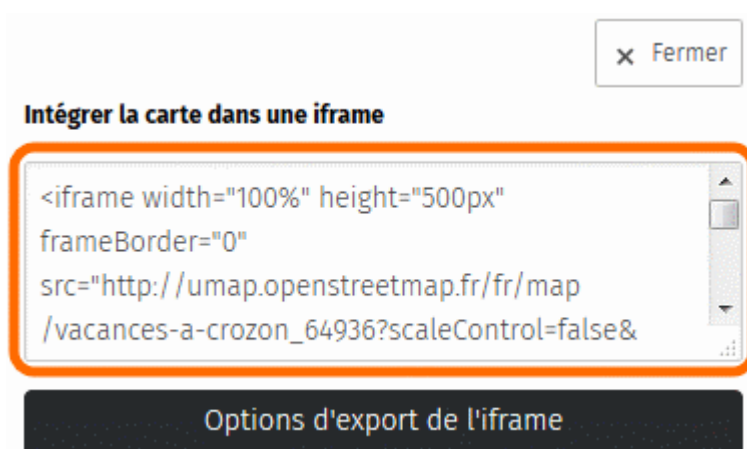 × Fermer
Intégrer la carte dans une iframe
<iframe width="100%" height="500px"
frameBorder="0"
src="http://umap.openstreetmap.fr/fr/map
/vacances-a-crozon_64936?scaleControl=false&
Options d'export de l'iframe